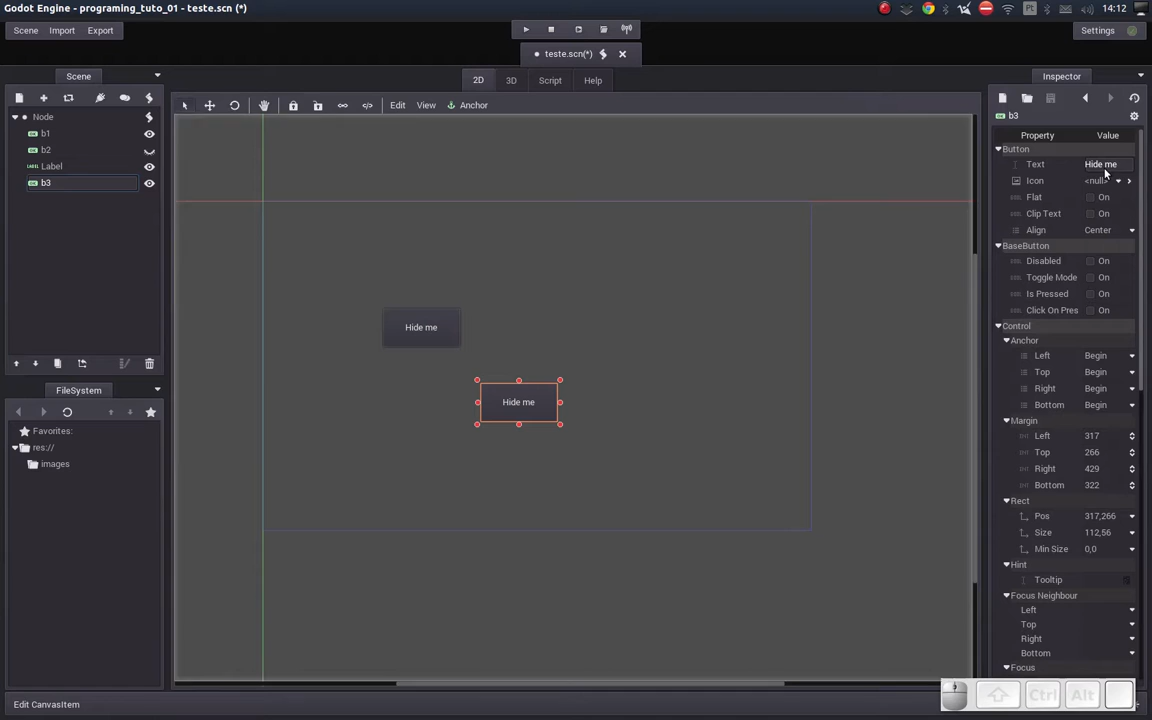 Godot Engine - programing_tuto_01 - teste.scn (*)
Pt
14:12
Scene Import Export
Settings
teste.scn(*)
Scene
2D 3D Script Help
Inspector
Edit View Anchor
Node
b1
b2
LABEL Label
b3
b3
Property Value
Button
Text Hide me
Icon <null>
Flat On
Clip Text On
Align Center
BaseButton
Disabled On
Toggle Mode On
Is Pressed On
Click On Pres On
Control
Anchor
Left Begin
Top Begin
Right Begin
Bottom Begin
Margin
Left 317
Top 266
Right 429
Bottom 322
Rect
Pos 317,266
Size 112,56
Min Size 0,0
Hint
Tooltip
Focus Neighbour
Left
Top
Right
Bottom
Focus
Hide me
Hide me
FileSystem
Favorites:
res://
images
Edit CanvasItem
Ctrl Alt